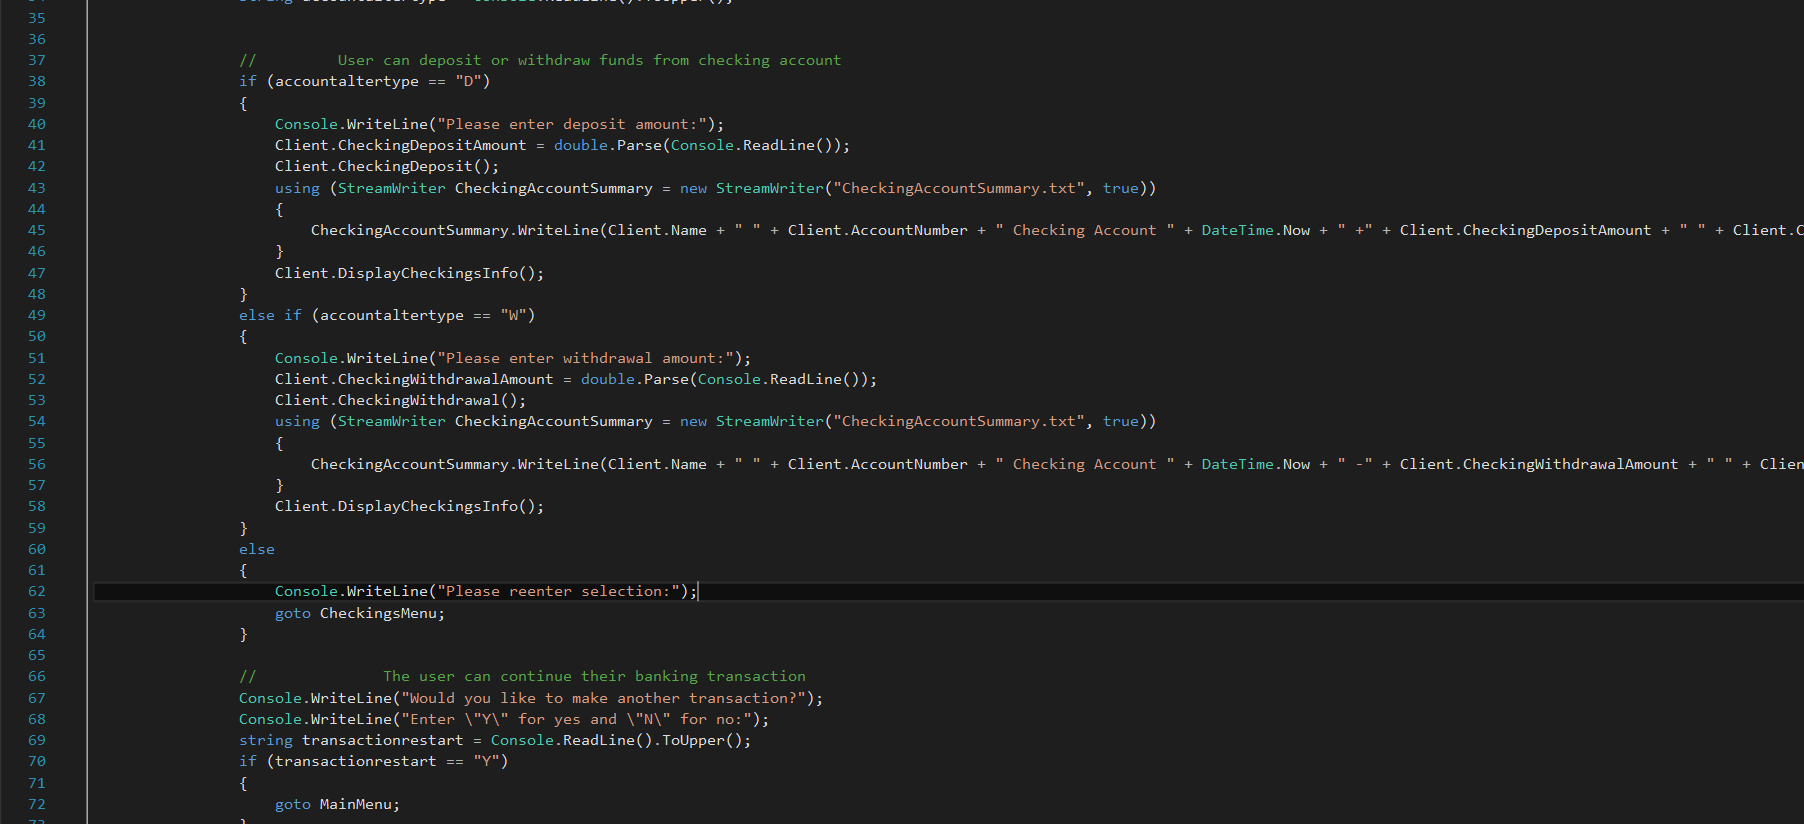 35
36
37 // User can deposit or withdraw funds from checking account
38 if (accountaltertype == "D")
39 {
40 Console.WriteLine("Please enter deposit amount:");
41 Client.CheckingDepositAmount = double.Parse(Console.ReadLine());
42 Client.CheckingDeposit();
43 using (StreamWriter CheckingAccountSummary = new StreamWriter("CheckingAccountSummary.txt", true))
44 {
45 CheckingAccountSummary.WriteLine(Client.Name + " " + Client.AccountNumber + " Checking Account " + DateTime.Now + " +" + Client.CheckingDepositAmount + " " + Client.C
46 }
47 Client.DisplayCheckingsInfo();
48 }
49 else if (accountaltertype == "W")
50 {
51 Console.WriteLine("Please enter withdrawal amount:");
52 Client.CheckingWithdrawalAmount = double.Parse(Console.ReadLine());
53 Client.CheckingWithdrawal();
54 using (StreamWriter CheckingAccountSummary = new StreamWriter("CheckingAccountSummary.txt", true))
55 {
56 CheckingAccountSummary.WriteLine(Client.Name + " " + Client.AccountNumber + " Checking Account " + DateTime.Now + " -" + Client.CheckingWithdrawalAmount + " " + Clien
57 }
58 Client.DisplayCheckingsInfo();
59 }
60 else
61 {
62 Console.WriteLine("Please reenter selection:");
63 goto CheckingsMenu;
64 }
65
66 // The user can continue their banking transaction
67 Console.WriteLine("Would you like to make another transaction?");
68 Console.WriteLine("Enter \"Y\" for yes and \"N\" for no:");
69 string transactionrestart = Console.ReadLine().ToUpper();
70 if (transactionrestart == "Y")
71 {
72 goto MainMenu;